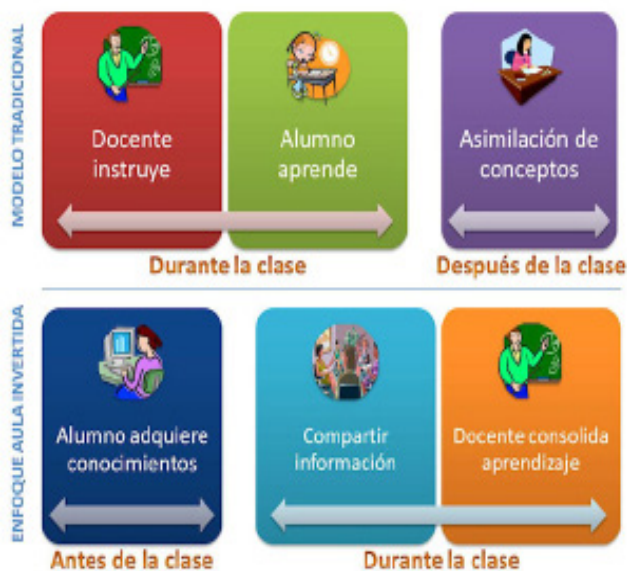 MODELO TRADICIONAL
Docente
instruye
Alumno
aprende
Asimilación de
conceptos
Durante la clase
Después de la clase
ENFOQUE AULA INVERTIDA
Alumno adquiere
conocimientos
Compartir
información
Docente consolida
aprendizaje
Antes de la clase
Durante la clase